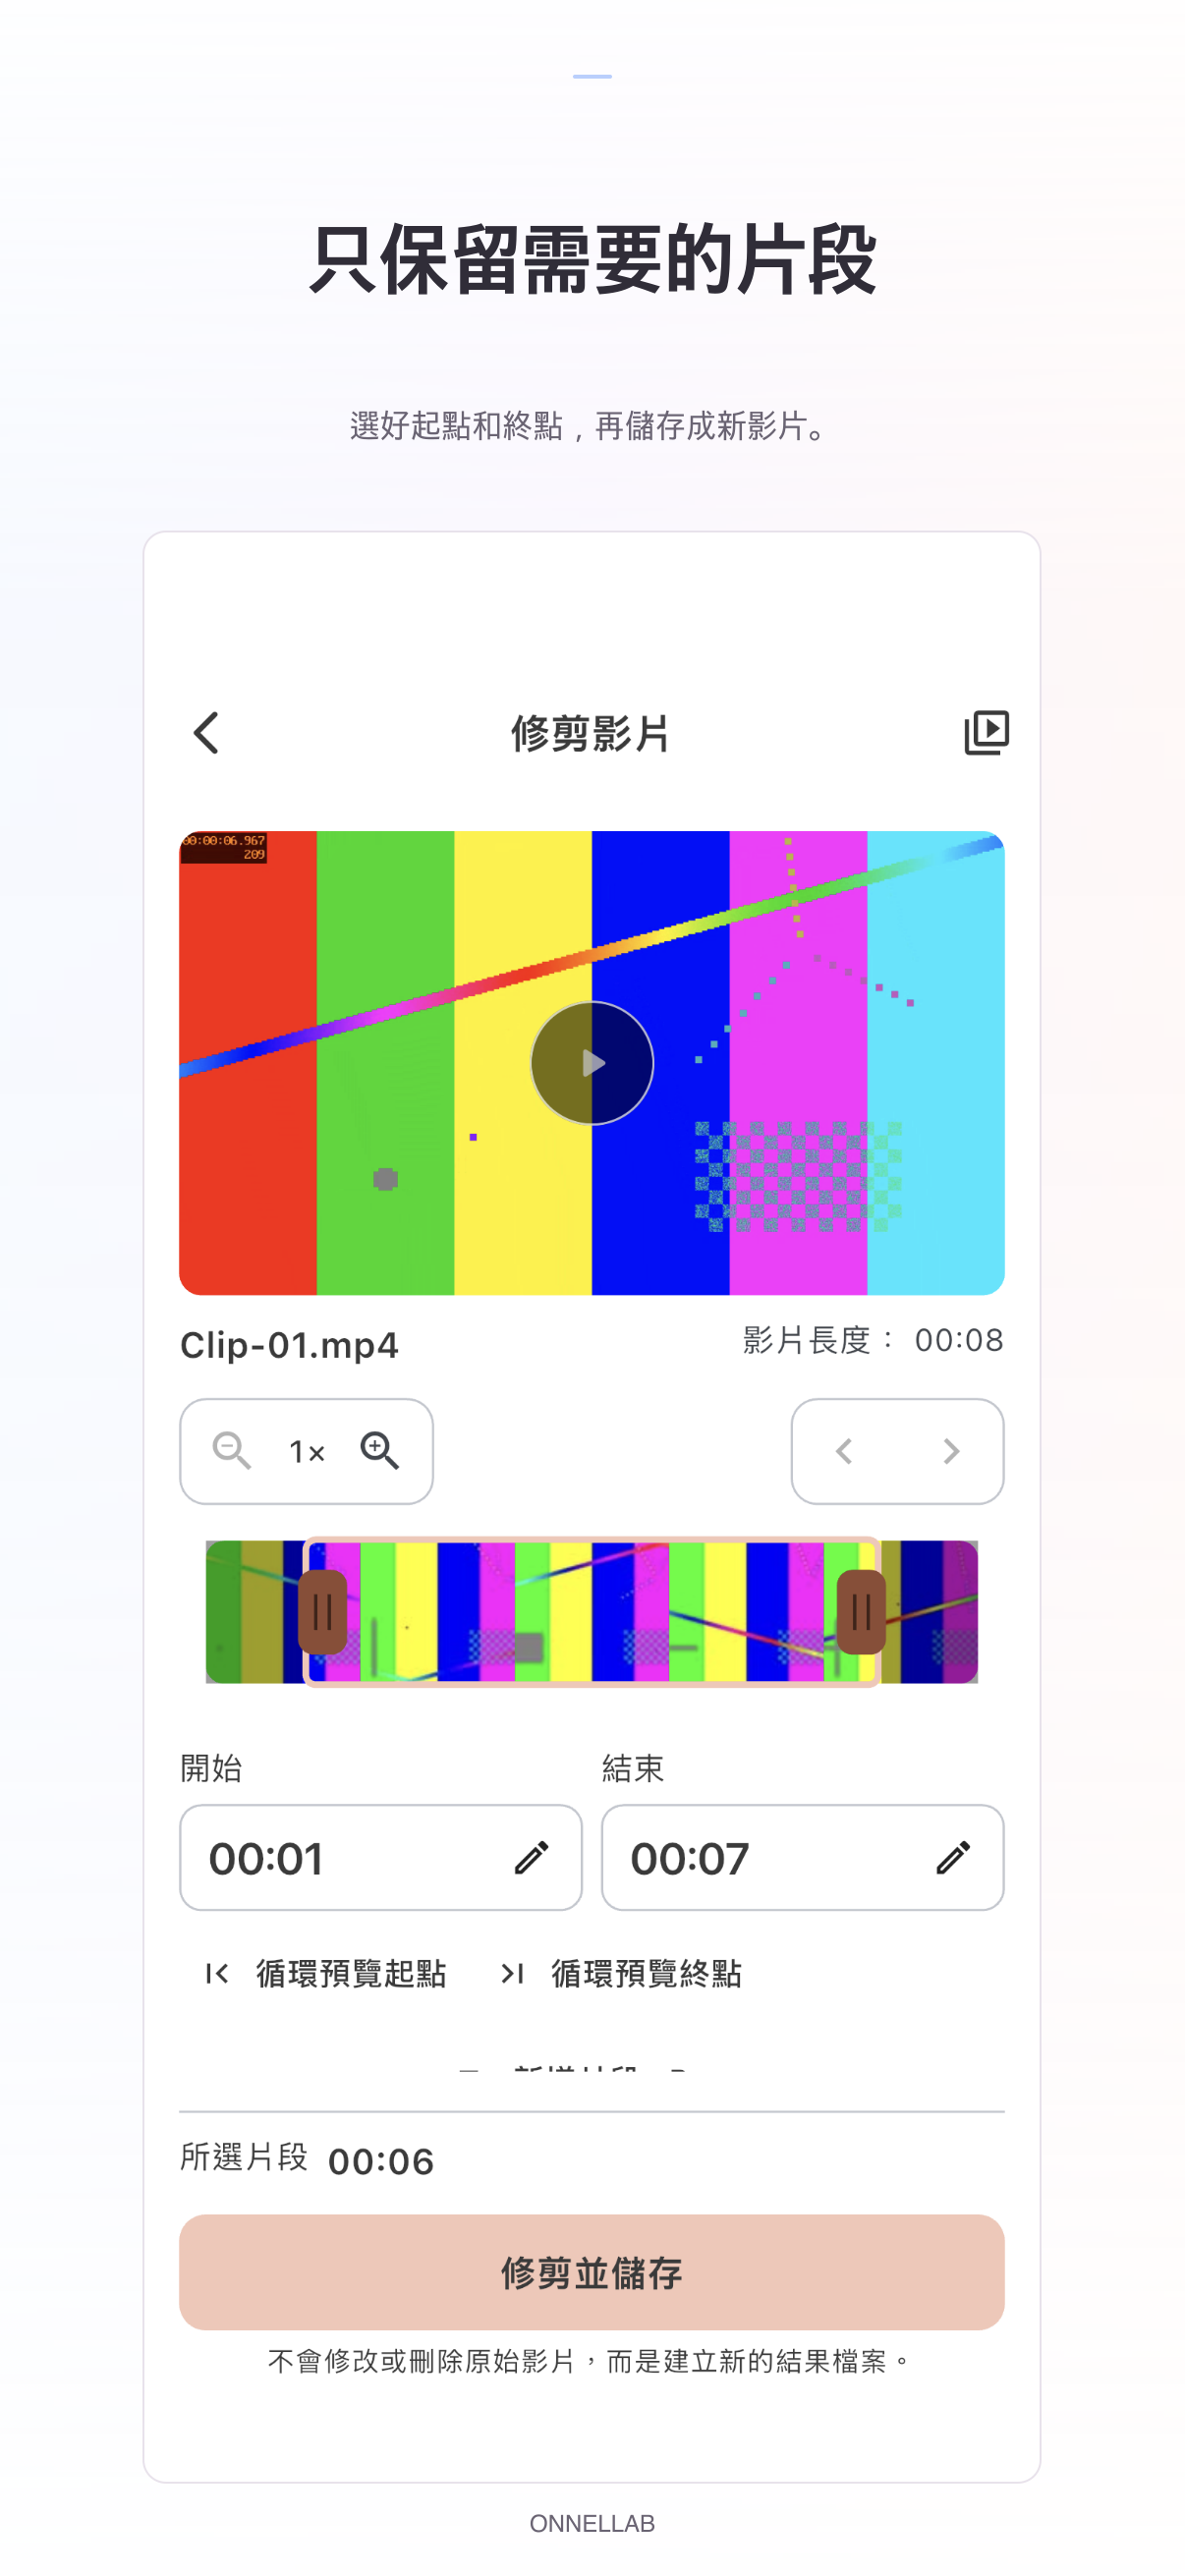 只保留需要的片段
選好起點和終點，再儲存成新影片。
修剪影片
00:00:06.967
209
Clip-01.mp4
影片長度： 00:08
1×
開始
結束
00:01
00:07
循環預覽起點
循環預覽終點
所選片段 00:06
修剪並儲存
不會修改或刪除原始影片，而是建立新的結果檔案。
ONNELLAB